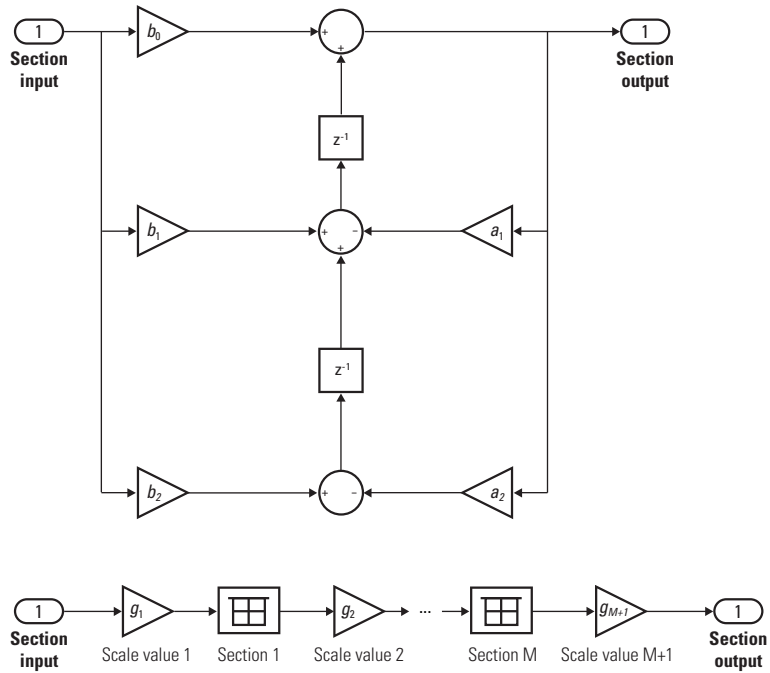 1 b0 + + 1
Section input
Section output
z-1
b1 + - + a1
z-1
b2 + - a2
1 g1 g2 ... gM+1 1
Section input
Scale value 1 Section 1 Scale value 2 Section M Scale value M+1
Section output